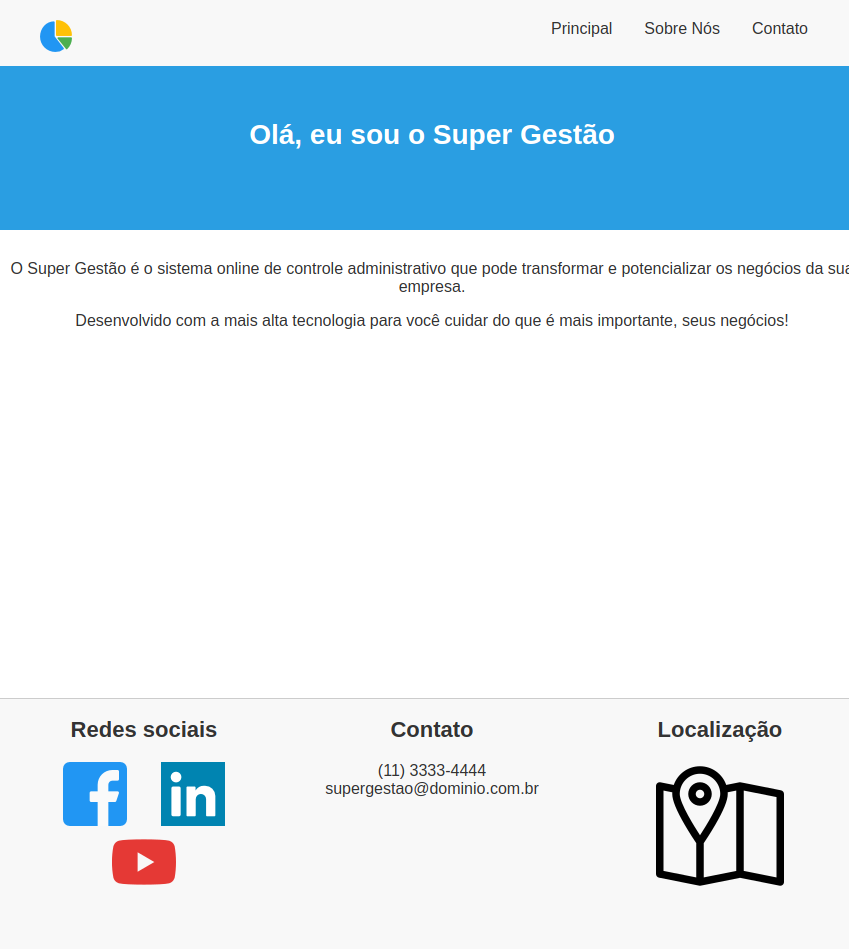 Principal Sobre Nós Contato
Olá, eu sou o Super Gestão
O Super Gestão é o sistema online de controle administrativo que pode transformar e potencializar os negócios da sua
empresa.
Desenvolvido com a mais alta tecnologia para você cuidar do que é mais importante, seus negócios!
Redes sociais
Contato
(11) 3333-4444
supergestao@dominio.com.br
Localização